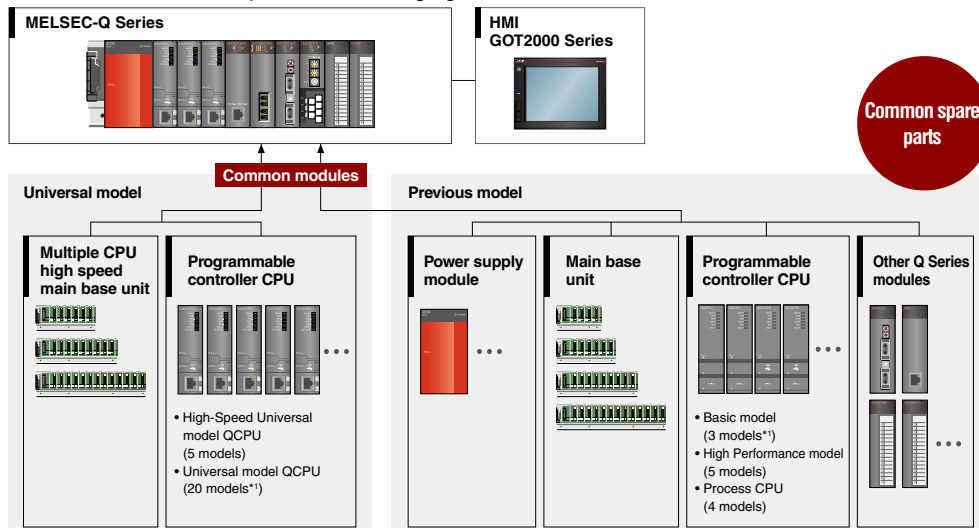 MELSEC-Q Series
HMI
GOT2000 Series
Common spare
parts
Common modules
Universal model
Multiple CPU
high speed
main base unit
Programmable
controller CPU
• High-Speed Universal
model QCPU
(5 models)
• Universal model QCPU
(20 models*1)
Previous model
Power supply
module
Main base
unit
Programmable
controller CPU
• Basic model
(3 models*1)
• High Performance model
(5 models)
• Process CPU
(4 models)
Other Q Series
modules